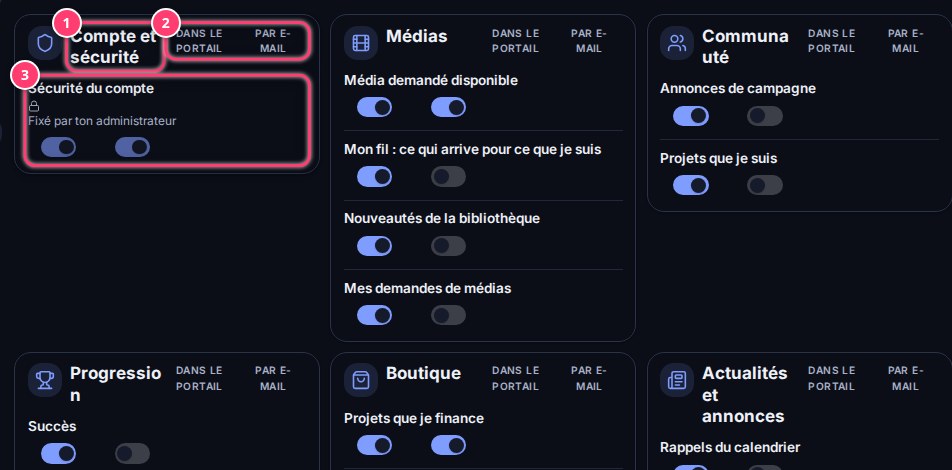 1
2
Compte et
sécurité
DANS LE
PORTAIL
PAR E-
MAIL
3
Sécurité du compte
Fixé par ton administrateur
Médias
DANS LE
PORTAIL
PAR E-
MAIL
Média demandé disponible
Mon fil : ce qui arrive pour ce que je suis
Nouveautés de la bibliothèque
Mes demandes de médias
Communa
uté
DANS LE
PORTAIL
PAR E-
MAIL
Annonces de campagne
Projets que je suis
Progressio
n
DANS LE
PORTAIL
PAR E-
MAIL
Succès
Boutique
DANS LE
PORTAIL
PAR E-
MAIL
Projets que je finance
Actualités
et
annonces
DANS LE
PORTAIL
PAR E-
MAIL
Rappels du calendrier